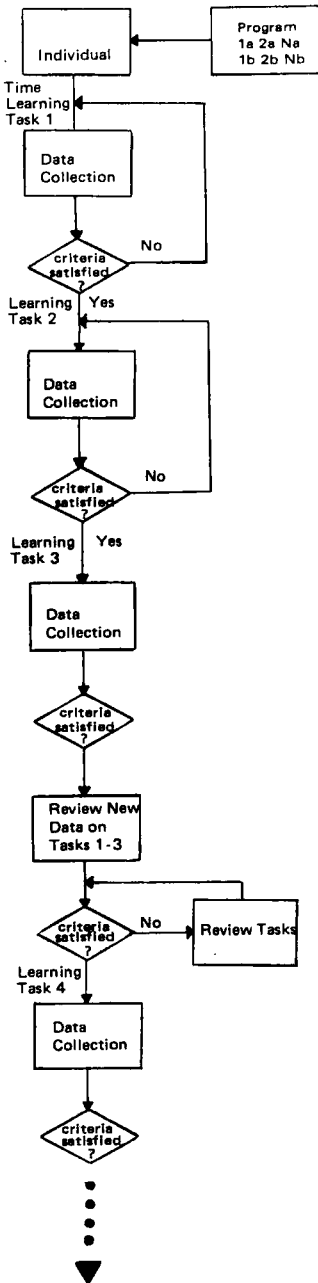 Individual
Program
1a 2a Na
1b 2b Nb
Time
Learning
Task 1
Data
Collection
criteria
satisfied
?
No
Learning
Task 2
Yes
Data
Collection
criteria
satisfied
?
No
Learning
Task 3
Yes
Data
Collection
criteria
satisfied
?
Review New
Data on
Tasks 1-3
criteria
satisfied
?
No
Review Tasks
Learning
Task 4
Data
Collection
criteria
satisfied
?